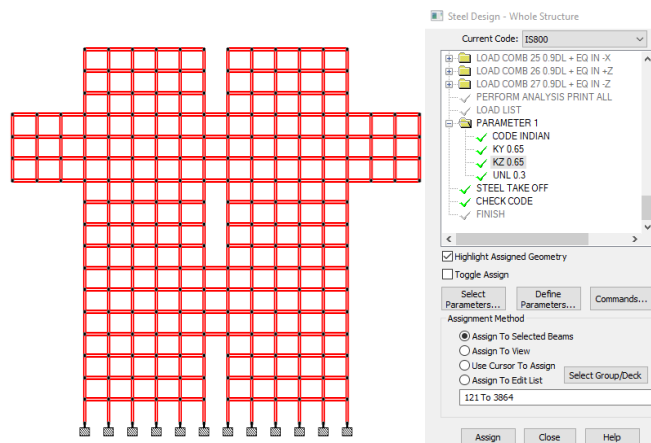 Steel Design - Whole Structure
Current Code: IS800
LOAD COMB 25 0.9DL + EQ IN -X
LOAD COMB 26 0.9DL + EQ IN +Z
LOAD COMB 27 0.9DL + EQ IN -Z
PERFORM ANALYSIS PRINT ALL
LOAD LIST
PARAMETER 1
CODE INDIAN
KY 0.65
KZ 0.65
UNL 0.3
STEEL TAKE OFF
CHECK CODE
FINISH
Highlight Assigned Geometry
Toggle Assign
Select Parameters...
Define Parameters...
Commands...
Assignment Method
Assign To Selected Beams
Assign To View
Use Cursor To Assign
Assign To Edit List
Select Group/Deck
121 To 3864
Assign
Close
Help